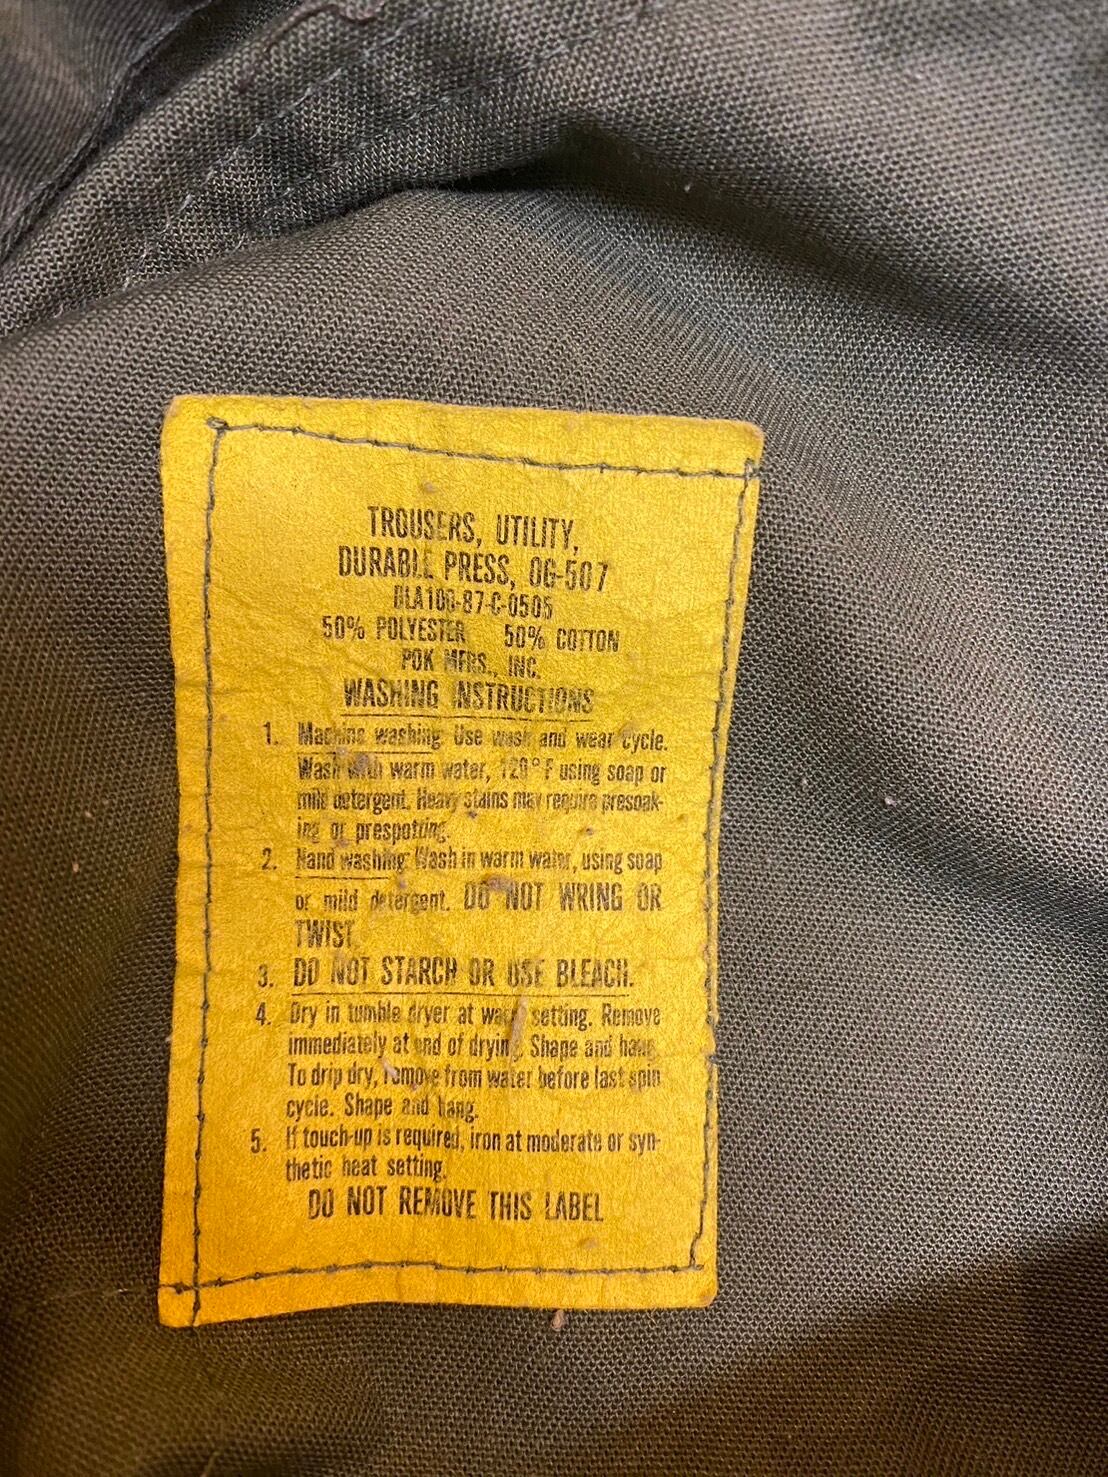 TROUSERS, UTILITY,
DURABLE PRESS, OG-507
DLA100-87-C-0505
50% POLYESTER 50% COTTON
POK MFRS., INC.
WASHING INSTRUCTIONS
1. Machine washing: Use wash and wear cycle.
Wash with warm water, 120° F using soap or
mild detergent. Heavy stains may require presoak-
ing or prespotting.
2. Hand washing: Wash in warm water, using soap
or mild detergent. DO NOT WRING OR
TWIST.
3. DO NOT STARCH OR USE BLEACH.
4. Dry in tumble dryer at warm setting. Remove
immediately at end of drying. Shape and hang.
To drip dry, remove from water before last spin
cycle. Shape and hang.
5. If touch-up is required, iron at moderate or syn-
thetic heat setting.
DO NOT REMOVE THIS LABEL